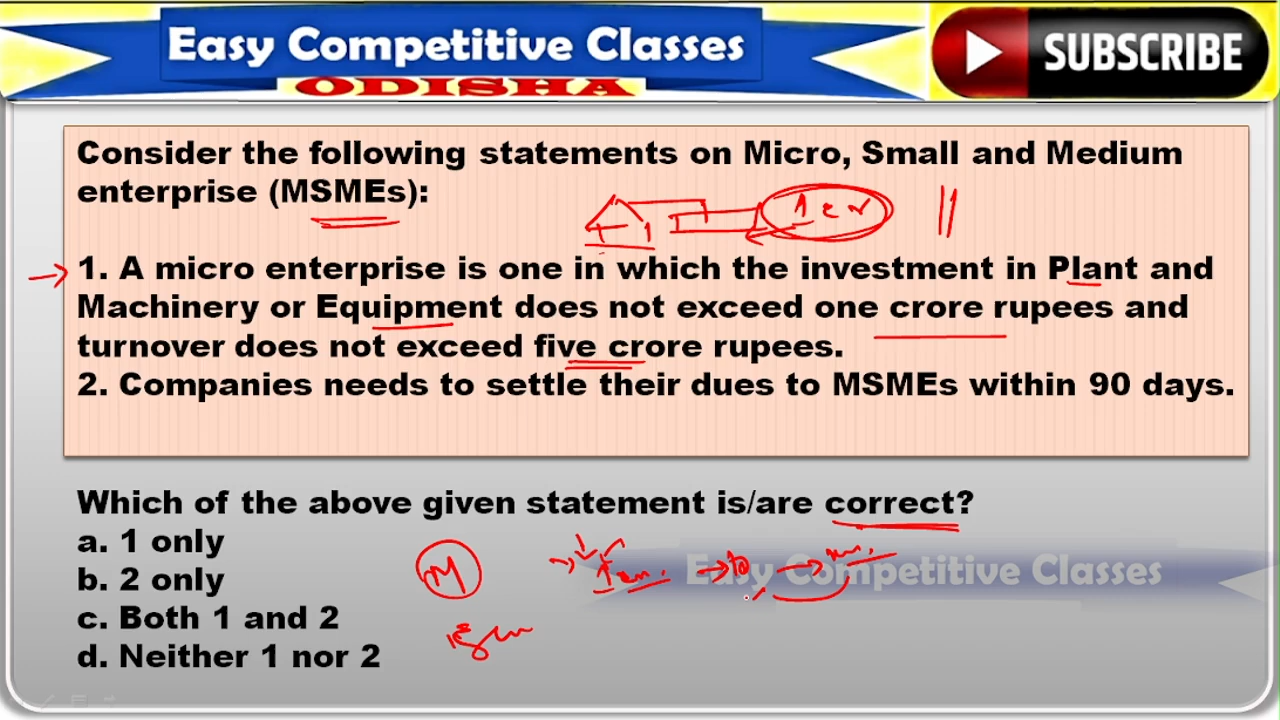 Easy Competitive Classes
ODISHA
SUBSCRIBE
Consider the following statements on Micro, Small and Medium
enterprise (MSMEs):
1. A micro enterprise is one in which the investment in Plant and
Machinery or Equipment does not exceed one crore rupees and
turnover does not exceed five crore rupees.
2. Companies needs to settle their dues to MSMEs within 90 days.
Which of the above given statement is/are correct?
a. 1 only
b. 2 only
c. Both 1 and 2
d. Neither 1 nor 2
Easy Competitive Classes